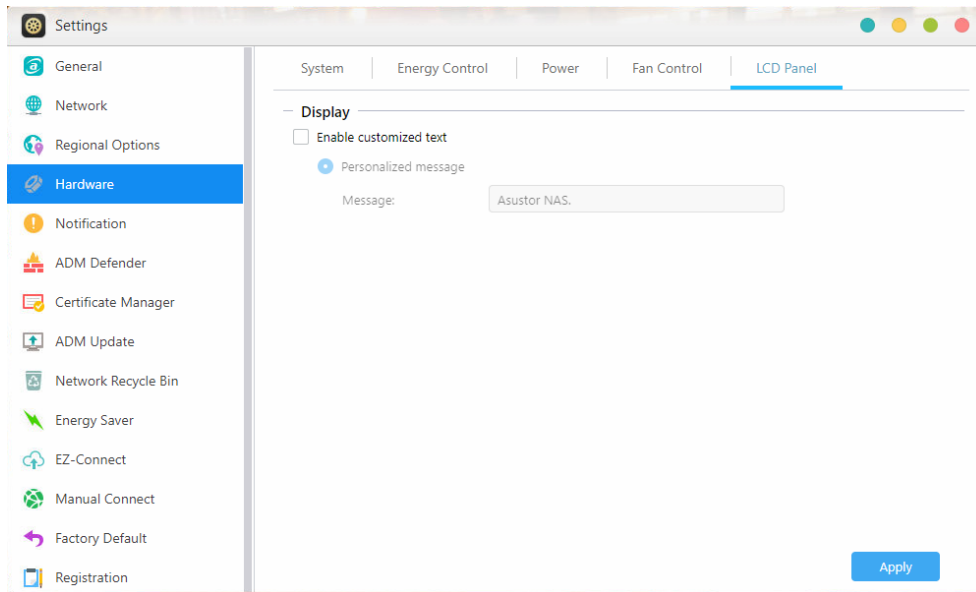 Settings
General
Network
Regional Options
Hardware
Notification
ADM Defender
Certificate Manager
ADM Update
Network Recycle Bin
Energy Saver
EZ-Connect
Manual Connect
Factory Default
Registration
System Energy Control Power Fan Control LCD Panel
Display
Enable customized text
Personalized message
Message: Asustor NAS.
Apply